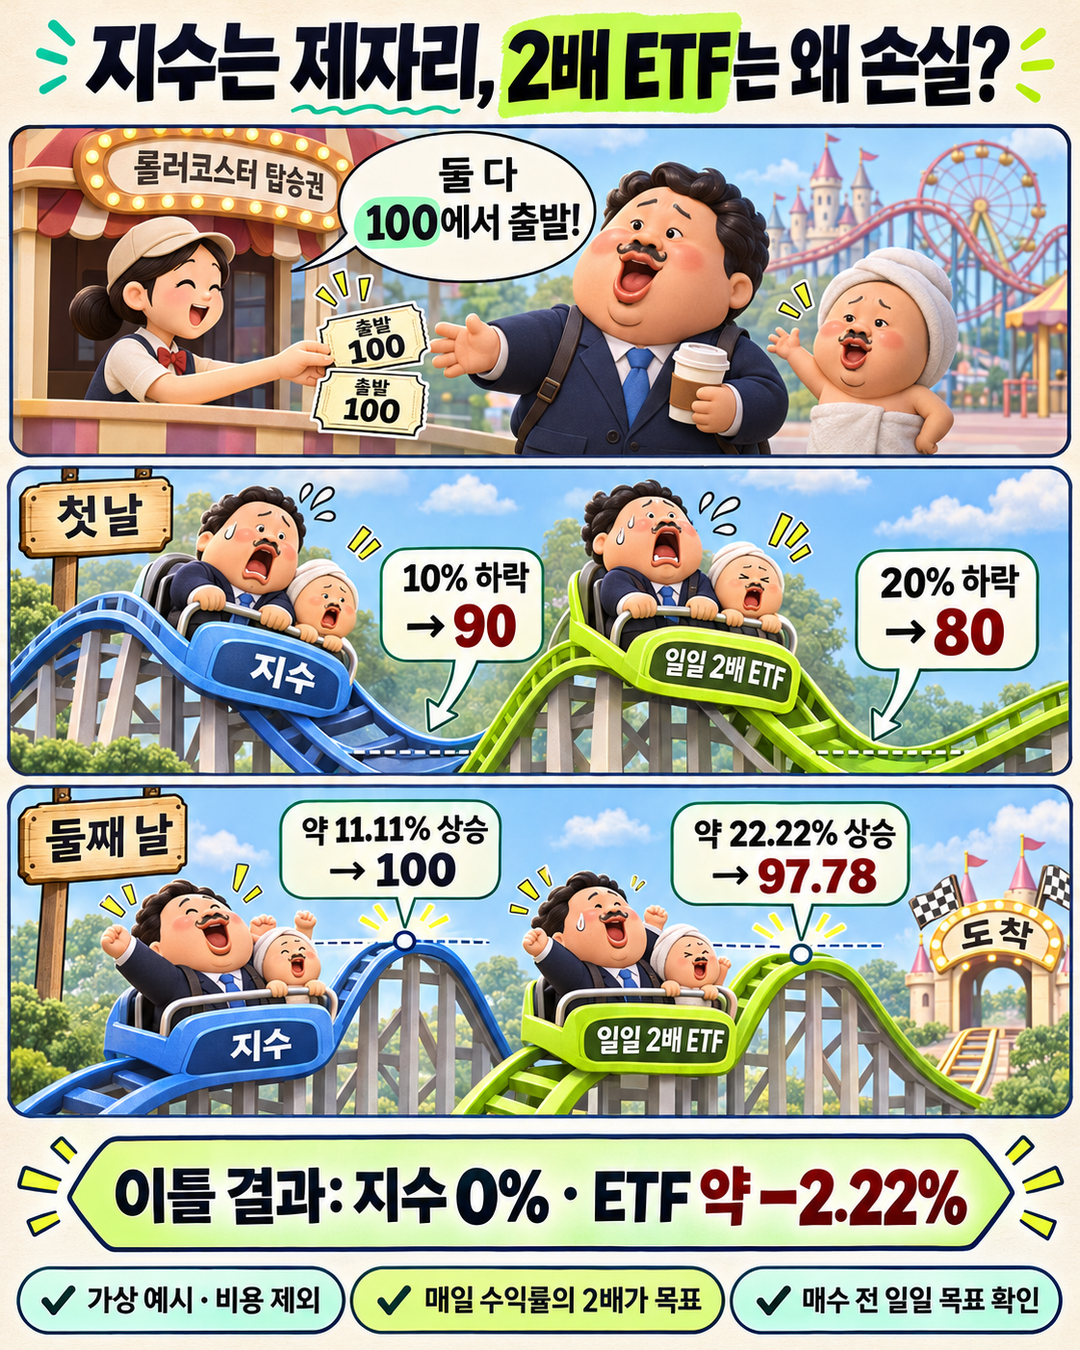 지수는 제자리, 2배 ETF는 왜 손실?
롤러코스터 탑승권
둘 다
100에서 출발!
출발
100
출발
100
첫날
10% 하락
→ 90
20% 하락
→ 80
지수
일일 2배 ETF
둘째 날
약 11.11% 상승
→ 100
약 22.22% 상승
→ 97.78
도착
지수
일일 2배 ETF
이틀 결과: 지수 0% · ETF 약 -2.22%
✓ 가상 예시 · 비용 제외
✓ 매일 수익률의 2배가 목표
✓ 매수 전 일일 목표 확인